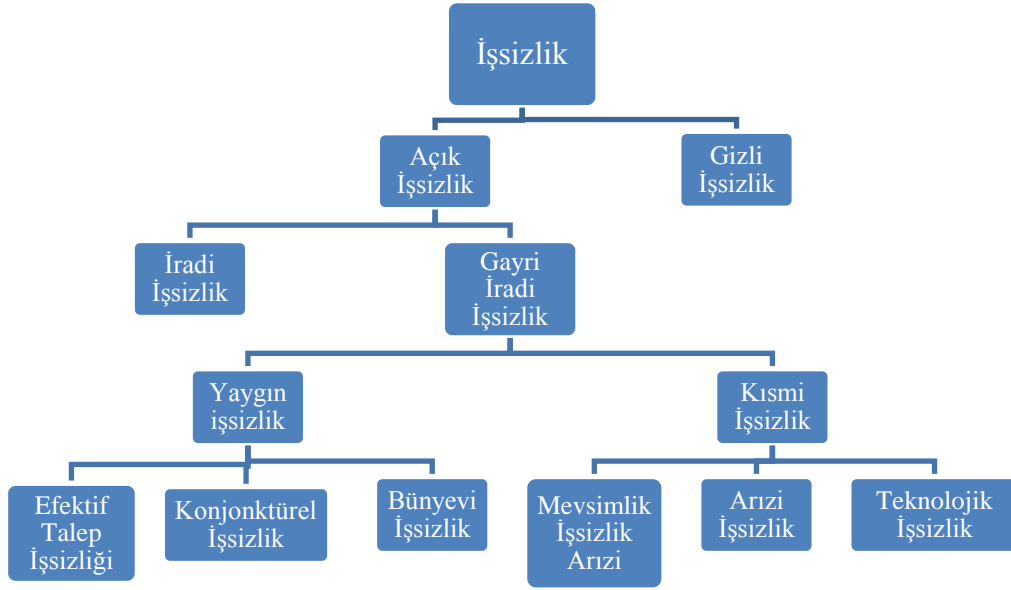 İşsizlik
Açık
İşsizlik
Gizli
İşsizlik
İradi
İşsizlik
Gayri
İradi
İşsizlik
Yaygın
işsizlik
Kısmi
İşsizlik
Efektif
Talep
İşsizliği
Konjonktürel
İşsizlik
Bünyevi
İşsizlik
Mevsimlik
İşsizlik
Arızi
Arızi
İşsizlik
Teknolojik
İşsizlik